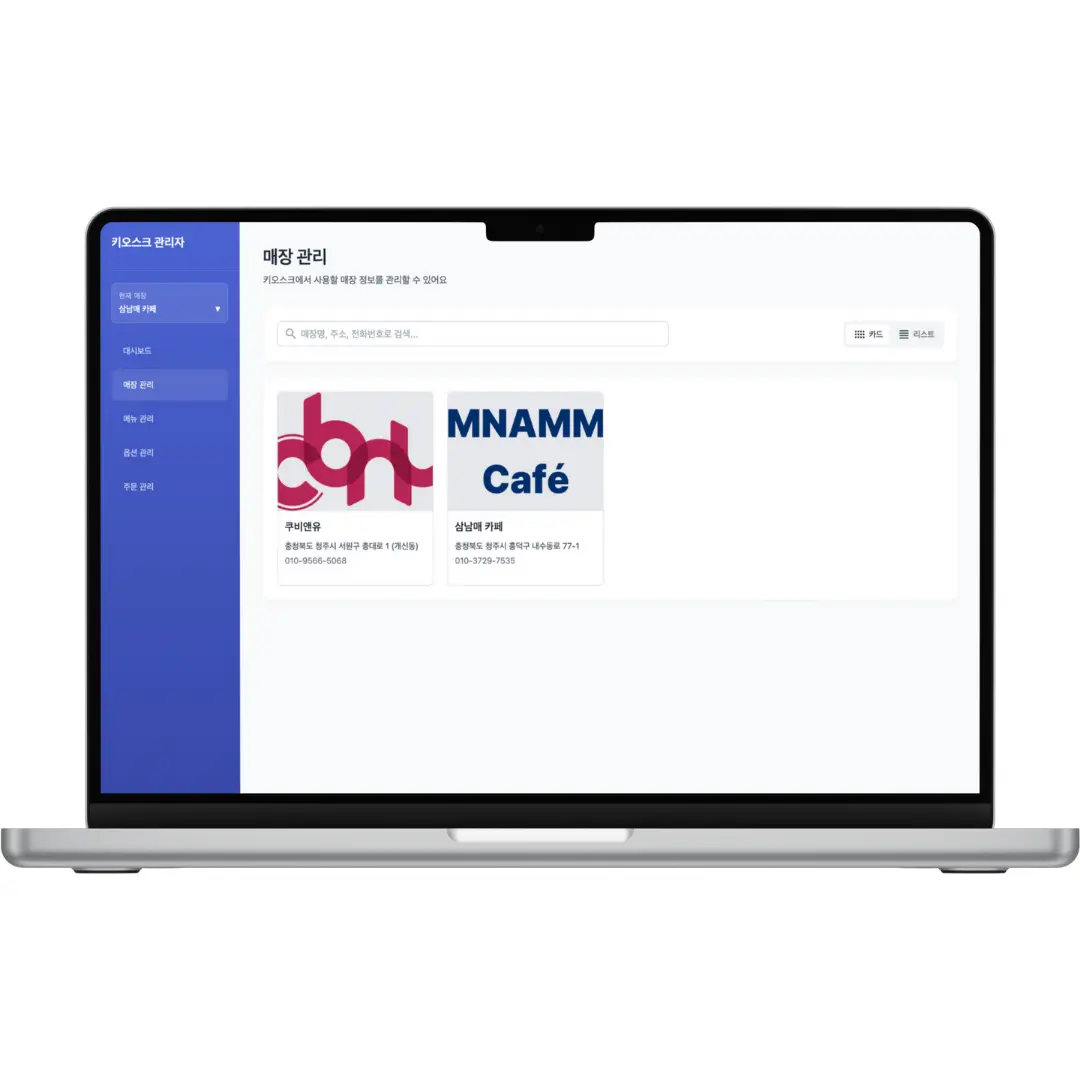 키오스크 관리자
현재 매장
삼남매 카페
대시보드
매장 관리
메뉴 관리
옵션 관리
주문 관리
매장 관리
키오스크에서 사용할 매장 정보를 관리할 수 있어요
매장명, 주소, 전화번호로 검색...
카드
리스트
cbnu
쿠비앤유
충청북도 청주시 서원구 충대로 1 (개신동)
010-9566-5068
MNAMM
Café
삼남매 카페
충청북도 청주시 흥덕구 내수동로 77-1
010-3729-7535